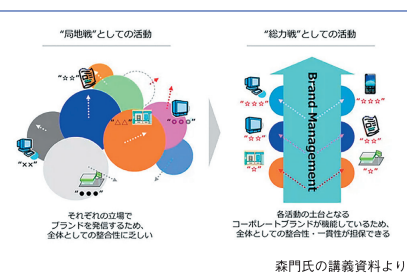 “局地戦”としての活動
“☆☆”
“△△”
“○○○”
“××”
“●●●”
それぞれの立場で
ブランドを発信するため、
全体としての整合性に乏しい
“総力戦”としての活動
Brand Management
“☆☆☆”
“☆☆☆”
“☆☆”
“☆☆”
“☆”
“☆”
各活動の土台となる
コーポレートブランドが機能しているため、
全体としての整合性・一貫性が担保できる
森門氏の講義資料より